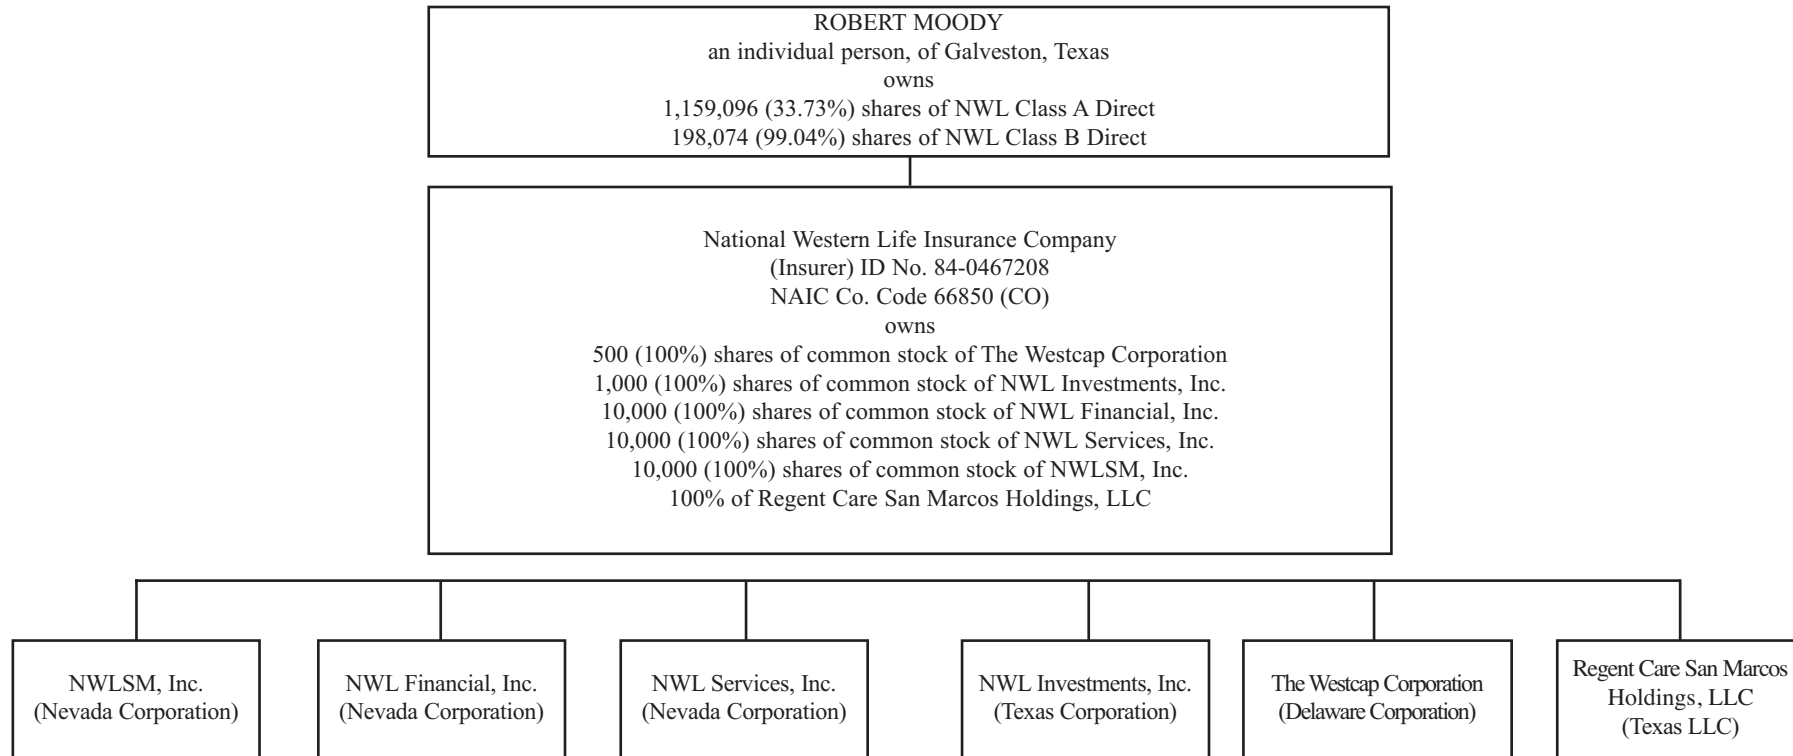 ROBERT MOODY
an individual person, of Galveston, Texas
owns
1,159,096 (33.73%) shares of NWL Class A Direct
198,074 (99.04%) shares of NWL Class B Direct
National Western Life Insurance Company
(Insurer) ID No. 84-0467208
NAIC Co. Code 66850 (CO)
owns
500 (100%) shares of common stock of The Westcap Corporation
1,000 (100%) shares of common stock of NWL Investments, Inc.
10,000 (100%) shares of common stock of NWL Financial, Inc.
10,000 (100%) shares of common stock of NWL Services, Inc.
10,000 (100%) shares of common stock of NWLSM, Inc.
100% of Regent Care San Marcos Holdings, LLC
NWLSM, Inc.
(Nevada Corporation)
NWL Financial, Inc.
(Nevada Corporation)
NWL Services, Inc.
(Nevada Corporation)
NWL Investments, Inc.
(Texas Corporation)
The Westcap Corporation
(Delaware Corporation)
Regent Care San Marcos
Holdings, LLC
(Texas LLC)